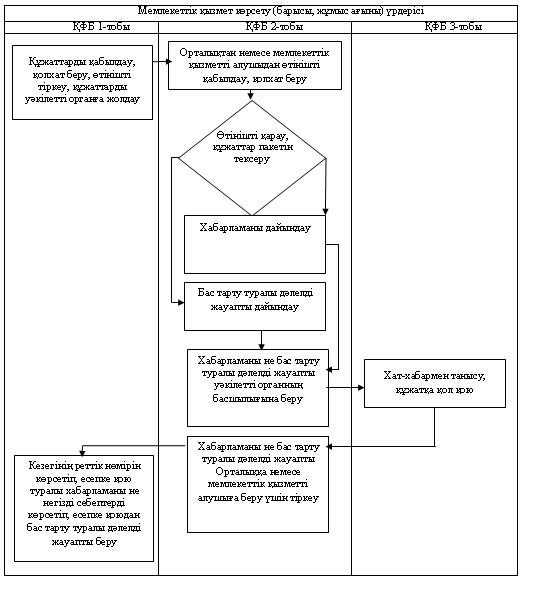 Мемлекеттік қызмет көрсету (барысы, жұмыс ағыны) үрдерісі
ҚФБ 1-тобы
ҚФБ 2-тобы
ҚФБ 3-тобы
Құжаттарды қабылдау,
қолхат беру, өтінішті
тіркеу, құжаттарды
уәкілетті органға жолдау
Орталықтан немесе мемлекеттік
қызметті алушыдан өтінішті
қабылдау, қолхат беру
Өтінішті қарау,
құжаттар пакетін
тексеру
Хабарламаны дайындау
Бас тарту туралы дәлелді
жауапты дайындау
Хабарламаны не бас тарту
туралы дәлелді жауапты
уәкілетті органның
басшылығына беру
Хат-хабармен танысу,
құжатқа қол қою
Хабарламаны не бас тарту
туралы дәлелді жауапты
Орталыққа немесе
мемлекеттік қызметті
алушыға беру үшін тіркеу
Кезегінің реттік нөмірін
көрсетіп, есепке қою
туралы хабарламаны не
негізді себептерді
көрсетіп, есепке қоюдан
бас тарту туралы дәлелді
жауапты беру